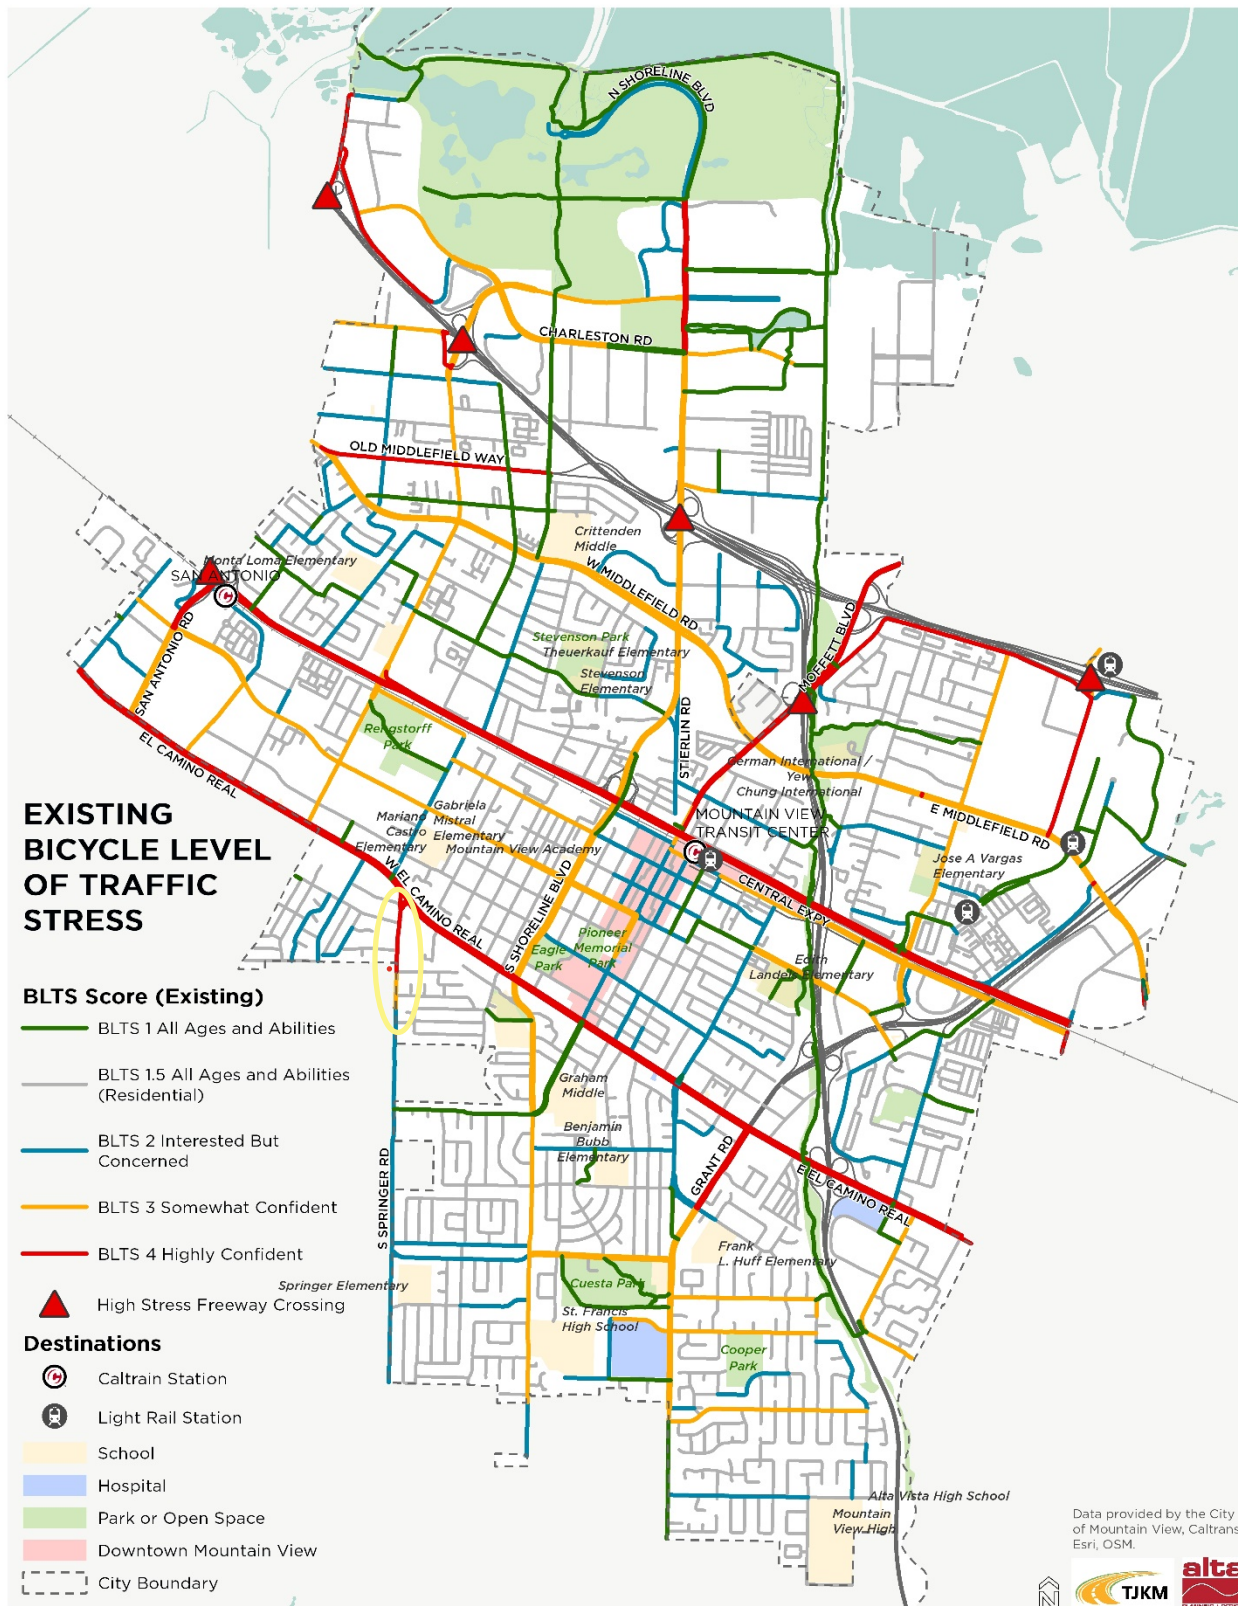 N SHORELINE BLVD
CHARLESTON RD
OLD MIDDLEFIELD WAY
Crittenden
Middle
W MIDDLEFIELD RD
Monta Loma Elementary
SAN ANTONIO
SAN ANTONIO RD
MOFFETT BLVD
Stevenson Park
Theuerkauf Elementary
Stevenson
Elementary
STIERLIN RD
Rengstorff
Park
EL CAMINO REAL
German International /
Yew
Chung International
MOUNTAIN VIEW
TRANSIT CENTER
E MIDDLEFIELD RD
Gabriela
Mistral
Elementary
Mariano
Castro
Elementary
Mountain View Academy
Jose A Vargas
Elementary
W EL CAMINO REAL
S SHORELINE BLVD
CENTRAL EXPY
Eagle
Park
Pioneer
Memorial
Park
Edith
Landels Elementary
EXISTING
BICYCLE LEVEL
OF TRAFFIC
STRESS
BLTS Score (Existing)
BLTS 1 All Ages and Abilities
BLTS 1.5 All Ages and Abilities
(Residential)
BLTS 2 Interested But
Concerned
BLTS 3 Somewhat Confident
BLTS 4 Highly Confident
High Stress Freeway Crossing
Destinations
Caltrain Station
Light Rail Station
School
Hospital
Park or Open Space
Downtown Mountain View
City Boundary
Graham
Middle
Benjamin
Bubb
Elementary
S SPRINGER RD
GRANT RD
E EL CAMINO REAL
Frank
L. Huff Elementary
Springer Elementary
Cuesta Park
St. Francis
High School
Cooper
Park
Alta Vista High School
Mountain
View High
Data provided by the City
of Mountain View, Caltrans
Esri, OSM.
TJKM
alta